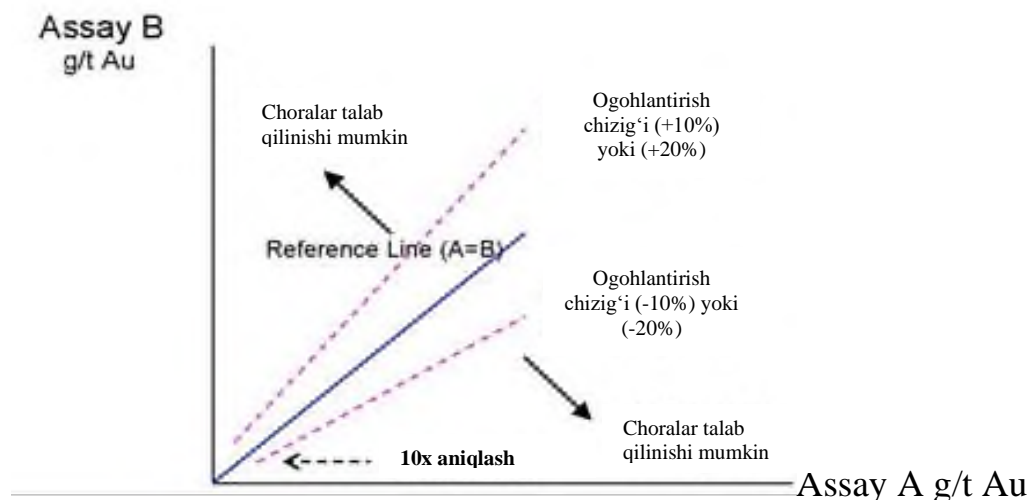 Assay B
g/t Au
Choralar talab
qilinishi mumkin
Ogohlantirish
chizig‘i (+10%)
yoki (+20%)
Reference Line (A=B)
Ogohlantirish
chizig‘i (-10%) yoki
(-20%)
Choralar talab
qilinishi mumkin
10x aniqlash
Assay A g/t Au